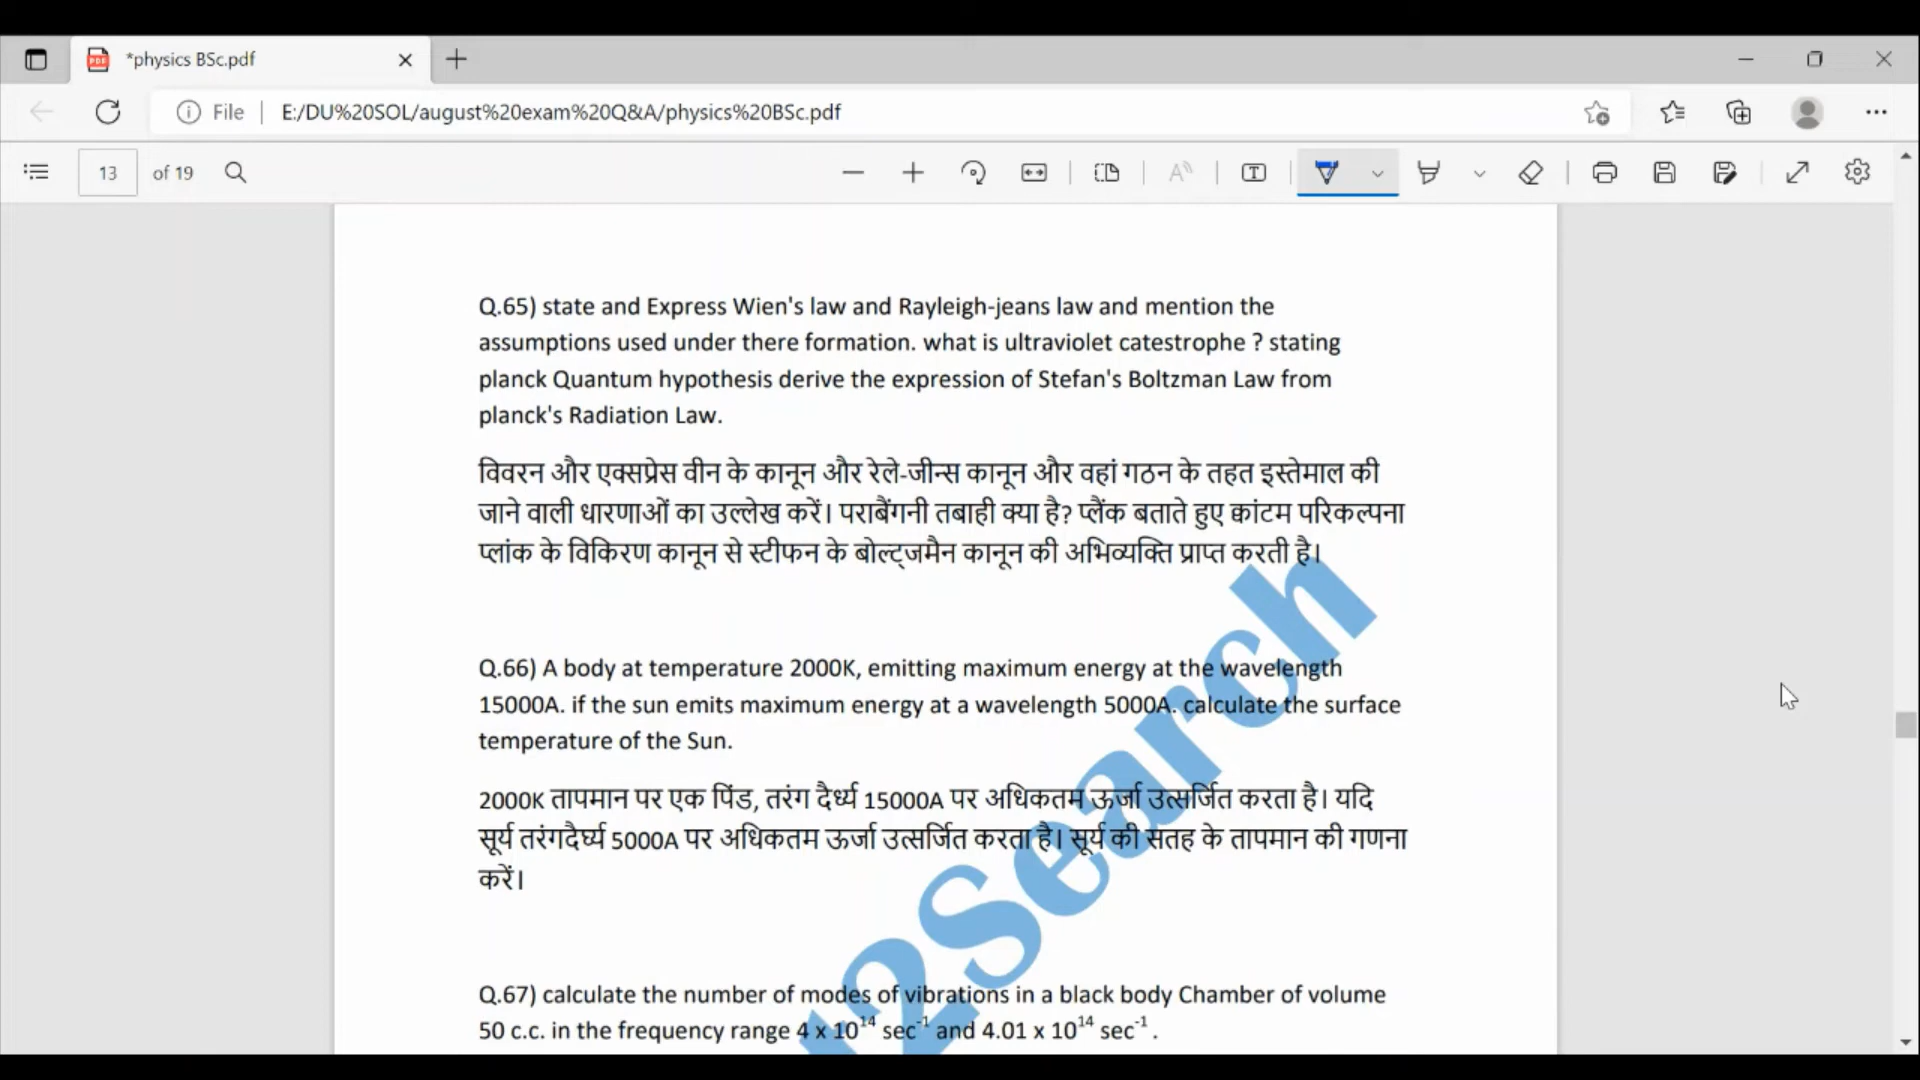 *physics BSc.pdf
File
E:/DU%20SOL/august%20exam%20Q&A/physics%20BSc.pdf
13 of 19
Q.65) state and Express Wien's law and Rayleigh-jeans law and mention the
assumptions used under there formation. what is ultraviolet catestrophe ? stating
planck Quantum hypothesis derive the expression of Stefan's Boltzman Law from
planck's Radiation Law.
विवरन और एक्सप्रेस वीन के कानून और रेले-जीन्स कानून और वहां गठन के तहत इस्तेमाल की
जाने वाली धारणाओं का उल्लेख करें। पराबैंगनी तबाही क्या है? प्लैंक बताते हुए क्वांटम परिकल्पना
प्लांक के विकिरण कानून से स्टीफन के बोल्ट्जमैन कानून की अभिव्यक्ति प्राप्त करती है।
Q.66) A body at temperature 2000K, emitting maximum energy at the wavelength
15000A. if the sun emits maximum energy at a wavelength 5000A. calculate the surface
temperature of the Sun.
2000K तापमान पर एक पिंड, तरंग दैर्ध्य 15000A पर अधिकतम ऊर्जा उत्सर्जित करता है। यदि
सूर्य तरंगदैर्घ्य 5000A पर अधिकतम ऊर्जा उत्सर्जित करता है। सूर्य की सतह के तापमान की गणना
करें।
Q.67) calculate the number of modes of vibrations in a black body Chamber of volume
50 c.c. in the frequency range 4 x 10¹⁴ sec⁻¹ and 4.01 x 10¹⁴ sec⁻¹ .
t2Search